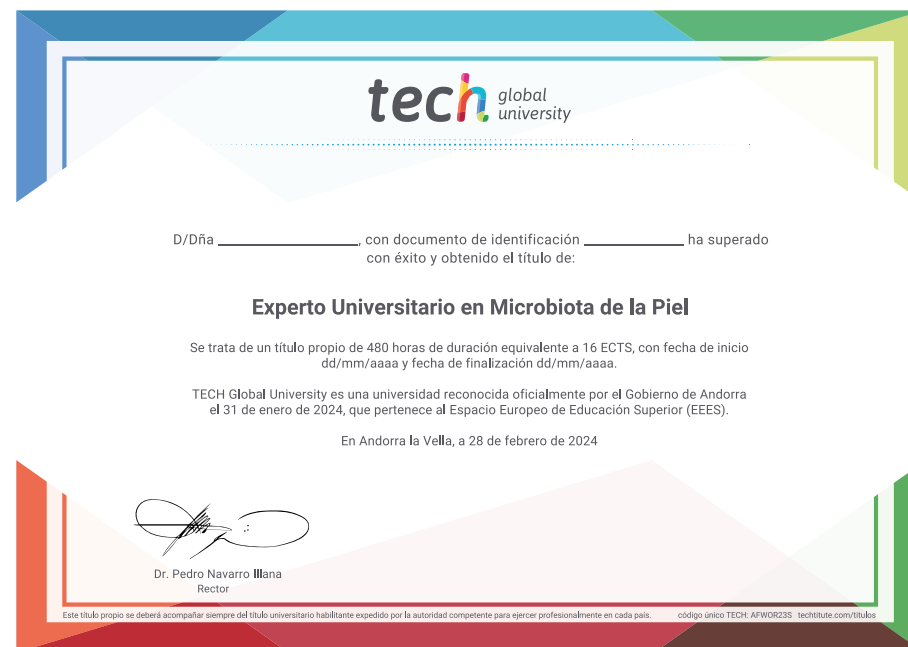 tech global university
D/Dña ____________, con documento de identificación ____________ ha superado
con éxito y obtenido el título de:
Experto Universitario en Microbiota de la Piel
Se trata de un título propio de 480 horas de duración equivalente a 16 ECTS, con fecha de inicio
dd/mm/aaaa y fecha de finalización dd/mm/aaaa.
TECH Global University es una universidad reconocida oficialmente por el Gobierno de Andorra
el 31 de enero de 2024, que pertenece al Espacio Europeo de Educación Superior (EEES).
En Andorra la Vella, a 28 de febrero de 2024
Dr. Pedro Navarro Illana
Rector
Este título propio se deberá acompañar siempre del título universitario habilitante expedido por la autoridad competente para ejercer profesionalmente en cada país. código único TECH: AFWOR23S techtitute.com/titulos